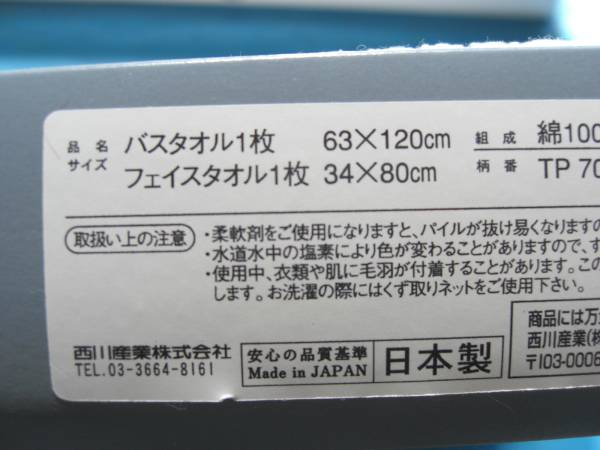 品名 バスタオル1枚 63×120cm 組成 綿100
サイズ フェイスタオル1枚 34×80cm 柄番 TP 70
取扱い上の注意 ・柔軟剤をご使用になりますと、パイルが抜け易くなりますの
・水道水中の塩素により色が変わることがありますので、す
・使用中、衣類や肌に毛羽が付着することがあります。この
します。お洗濯の際にはくず取りネットをご使用下さい。
商品には万
西川産業株式会社 安心の品質基準 日本製 西川産業(株
TEL.03-3664-8161 Made in JAPAN 〒103-0006